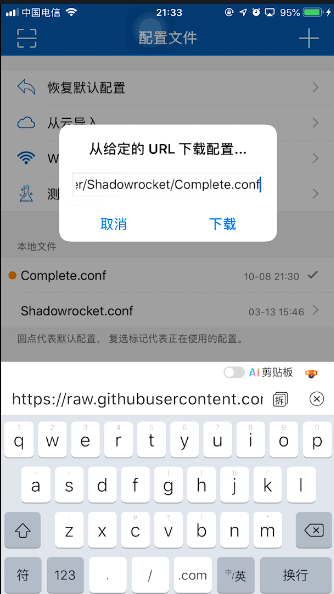 中国电信
21:33
95%
配置文件
恢复默认配置
从云导入
W
测
从给定的 URL 下载配置...
er/Shadowrocket/Complete.conf
取消
下载
本地文件
Complete.conf
10-08 21:30
Shadowrocket.conf
03-13 15:46
圆点代表默认配置，复选标记代表正在使用的配置。
AI 剪贴板
https://raw.githubusercontent.com
拆
q w e r t y u i o p
a s d f g h j k l
z x c v b n m
符 123 . / .com 中/英 换行